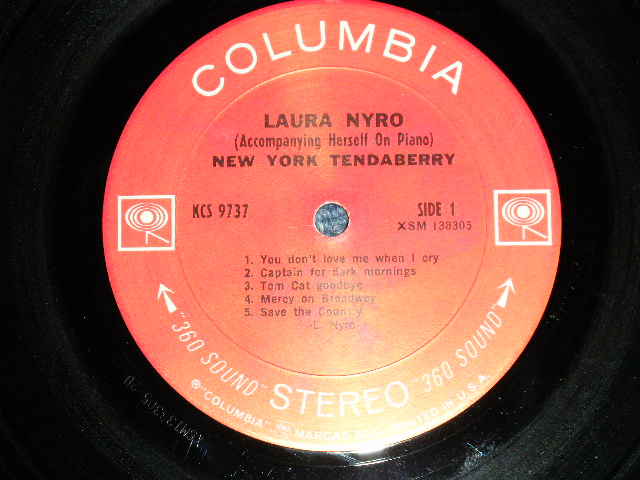 COLUMBIA
LAURA NYRO
(Accompanying Herself On Piano)
NEW YORK TENDABERRY
KCS 9737
SIDE 1
XSM 138305
1. You don't love me when I cry
2. Captain for dark mornings
3. Tom Cat goodbye
4. Mercy on Broadway
5. Save the Country
-L. Nyro-
"360 SOUND" STEREO "360 SOUND"
® "COLUMBIA" MARCAS REG. PRINTED IN U.S.A.